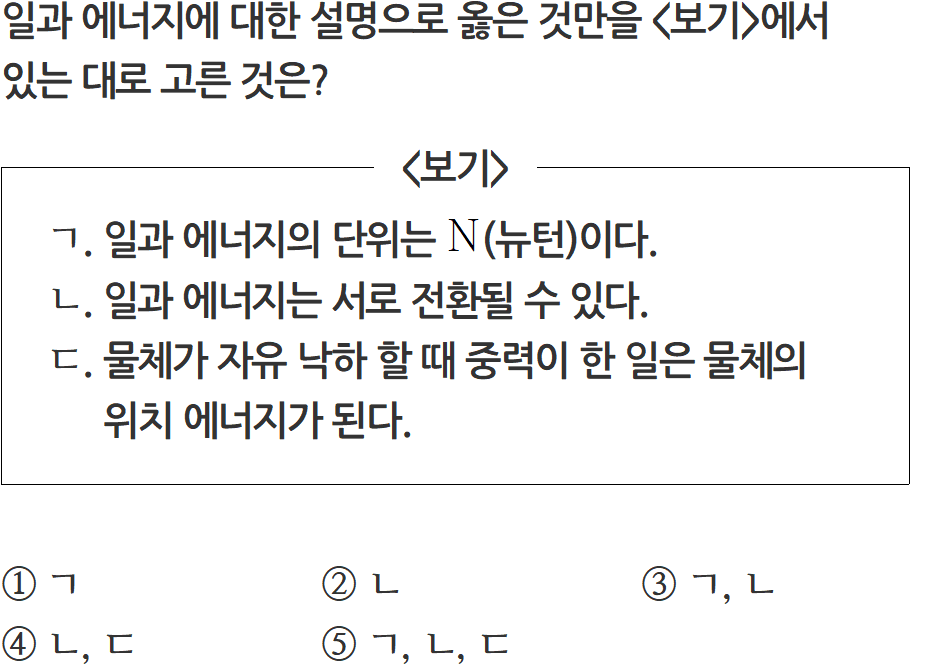 일과 에너지에 대한 설명으로 옳은 것만을 <보기>에서
있는 대로 고른 것은?
<보기>
ㄱ. 일과 에너지의 단위는 N(뉴턴)이다.
ㄴ. 일과 에너지는 서로 전환될 수 있다.
ㄷ. 물체가 자유 낙하 할 때 중력이 한 일은 물체의
위치 에너지가 된다.
① ㄱ ② ㄴ ③ ㄱ, ㄴ
④ ㄴ, ㄷ ⑤ ㄱ, ㄴ, ㄷ